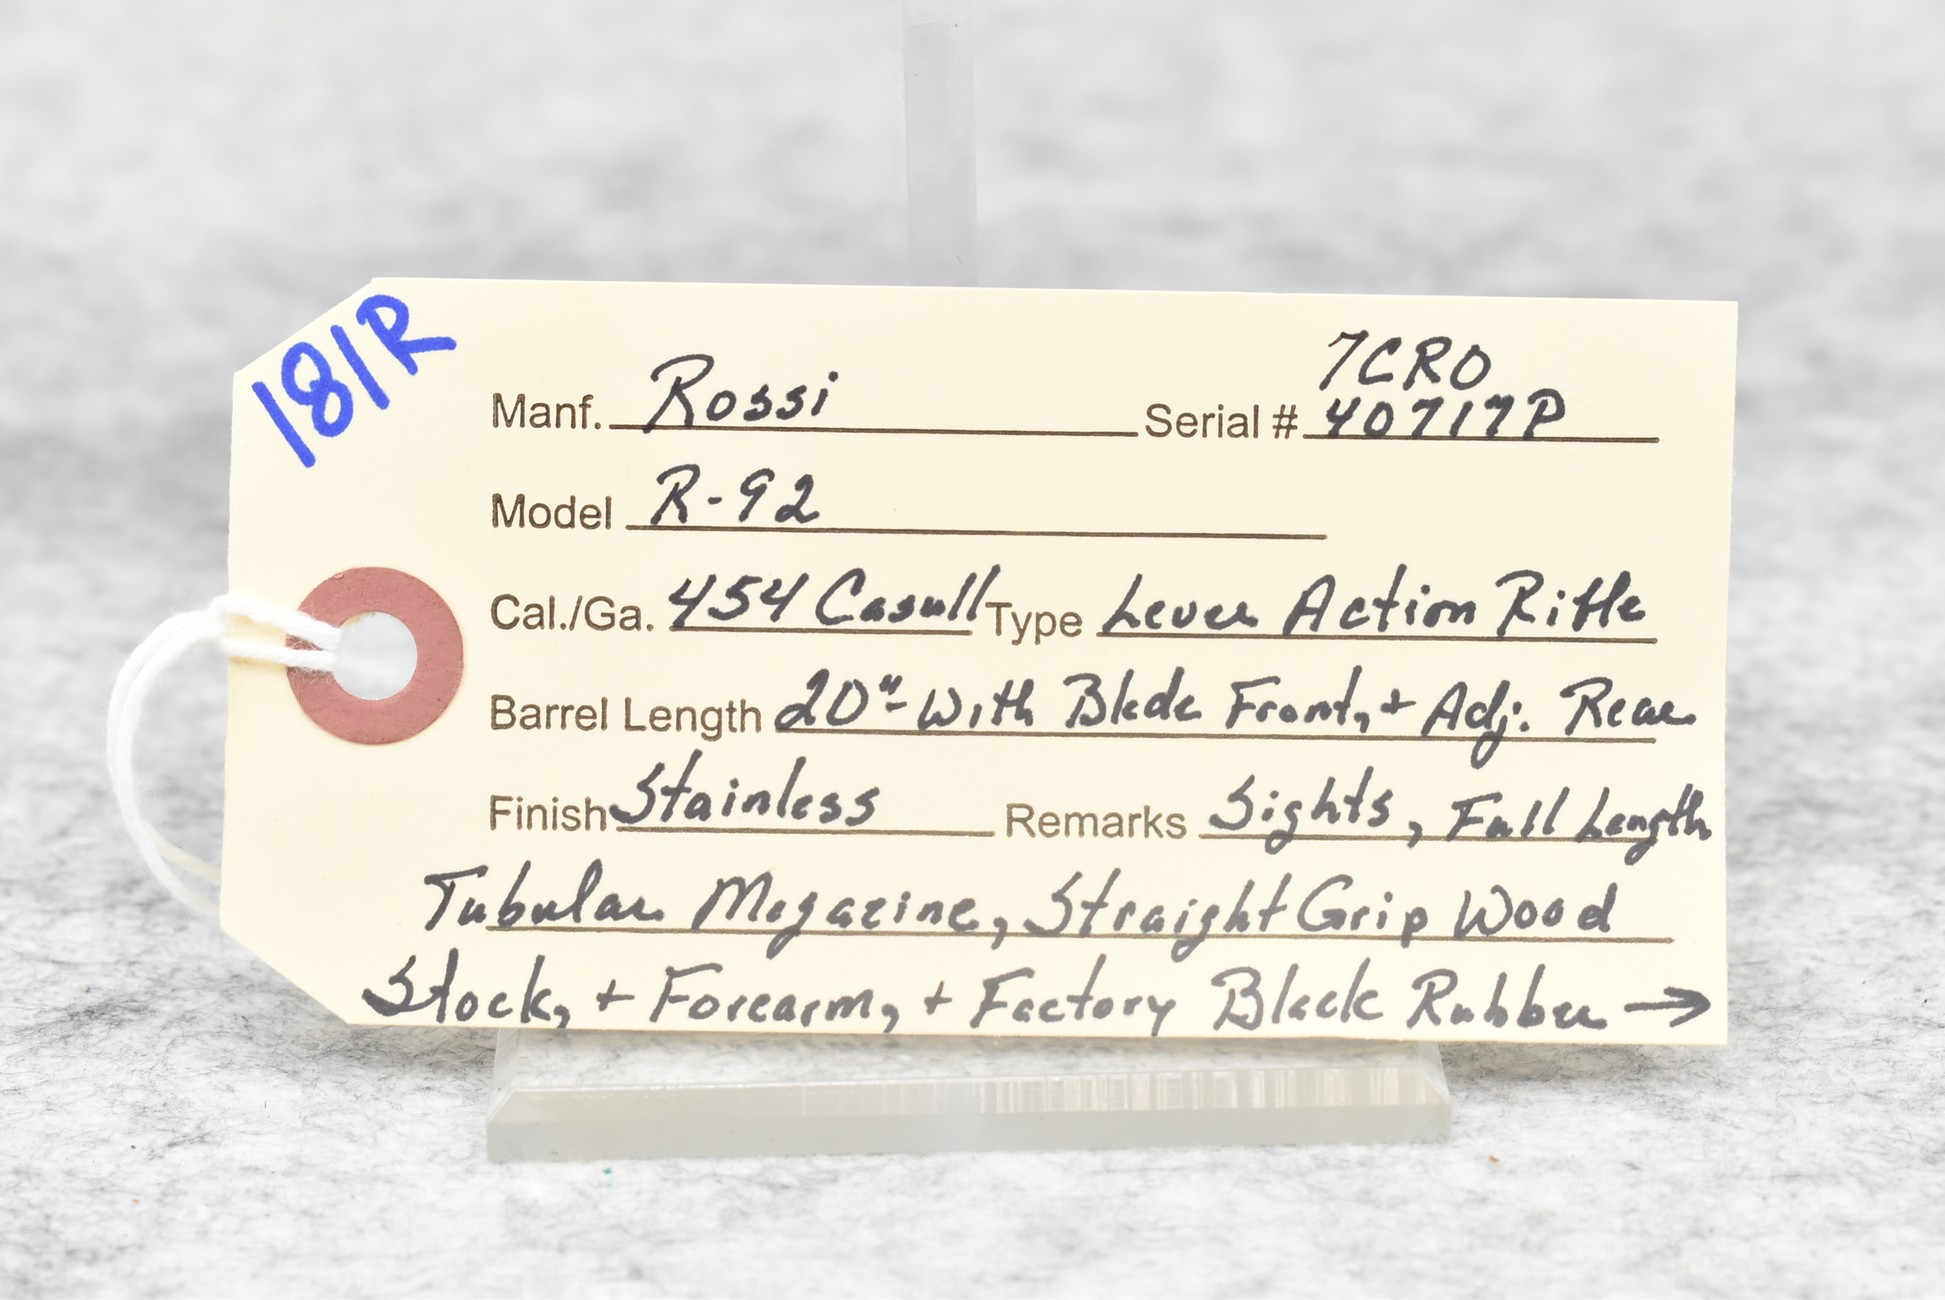 181R
Manf. Rossi Serial # 7CRO 40717P
Model R-92
Cal./Ga. 454 Casull Type Lever Action Rifle
Barrel Length 20" - With Blade Front, + Adj. Rear
Finish Stainless Remarks Sights, Full Length
Tubular Magazine, Straight Grip Wood
Stock, + Forearm, + Factory Black Rubber →